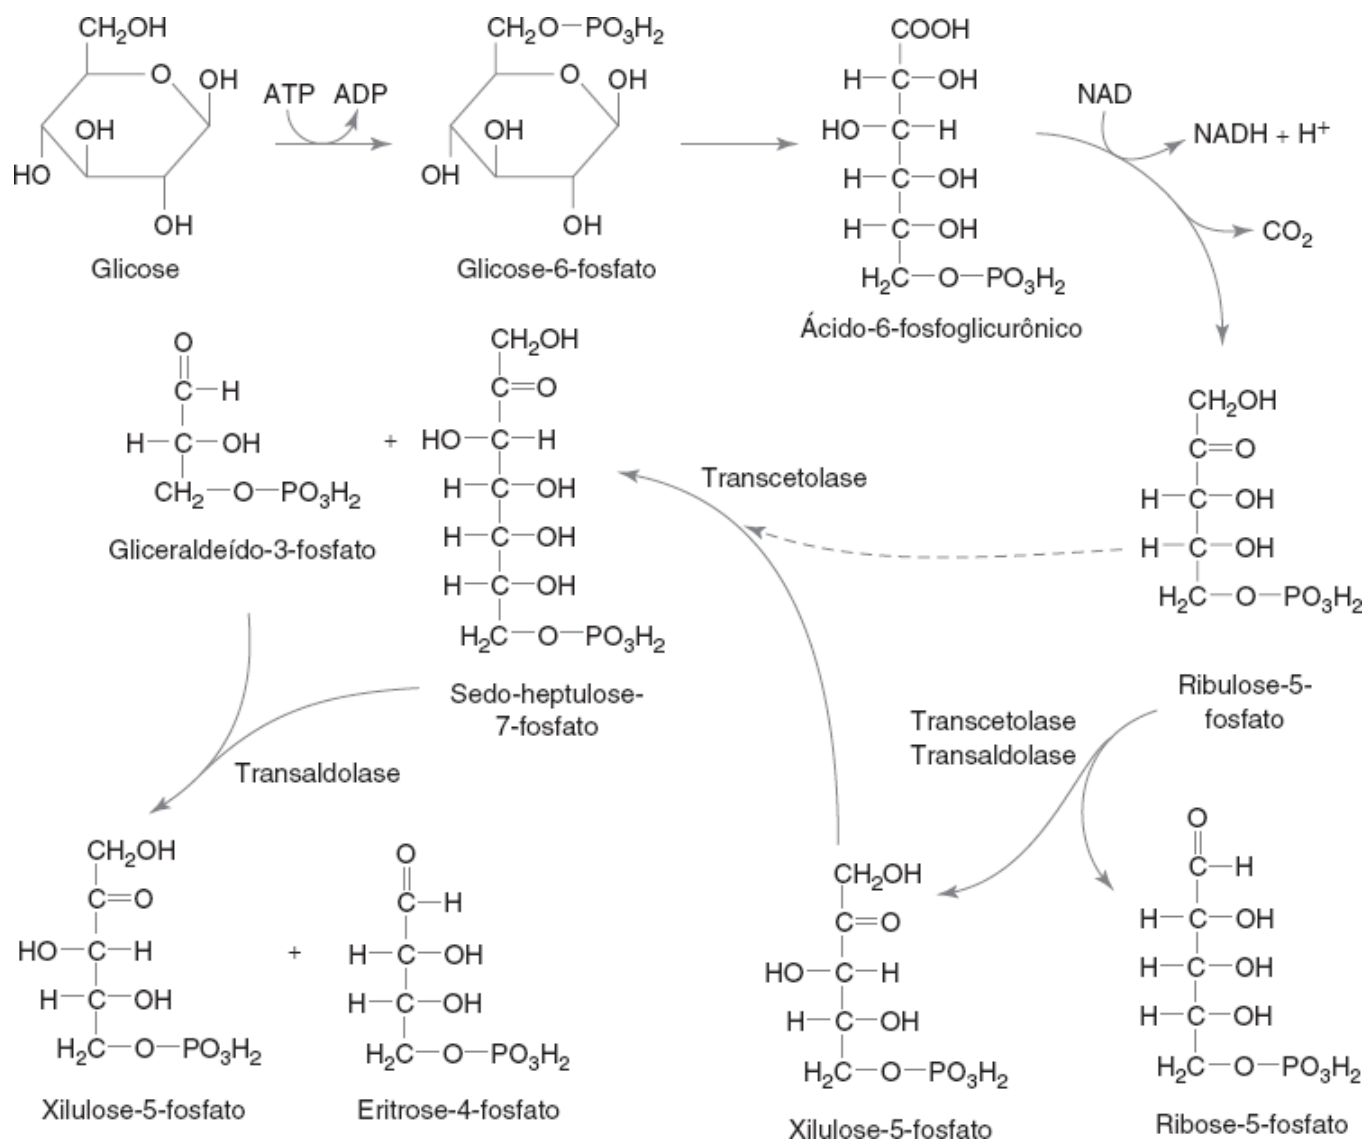 CH₂OH
O
OH
OH
HO
OH
Glicose
ATP ADP
CH₂O—PO₃H₂
O
OH
OH
OH
OH
Glicose-6-fosfato
COOH
H—C—OH
HO—C—H
H—C—OH
H—C—OH
H₂C—O—PO₃H₂
Ácido-6-fosfoglicurônico
NAD
NADH + H⁺
CO₂
O
C—H
H—C—OH
CH₂—O—PO₃H₂
Gliceraldeído-3-fosfato
+
CH₂OH
C=O
HO—C—H
H—C—OH
H—C—OH
H—C—OH
H₂C—O—PO₃H₂
Sedo-heptulose-
7-fosfato
Transcetolase
CH₂OH
C=O
H—C—OH
H—C—OH
H₂C—O—PO₃H₂
Ribulose-5-
fosfato
Transcetolase
Transaldolase
Transaldolase
CH₂OH
C=O
HO—C—H
H—C—OH
H₂C—O—PO₃H₂
Xilulose-5-fosfato
+
O
C—H
H—C—OH
H—C—OH
H₂C—O—PO₃H₂
Eritrose-4-fosfato
CH₂OH
C=O
HO—C—H
H—C—OH
H₂C—O—PO₃H₂
Xilulose-5-fosfato
O
C—H
H—C—OH
H—C—OH
H—C—OH
H₂C—O—PO₃H₂
Ribose-5-fosfato